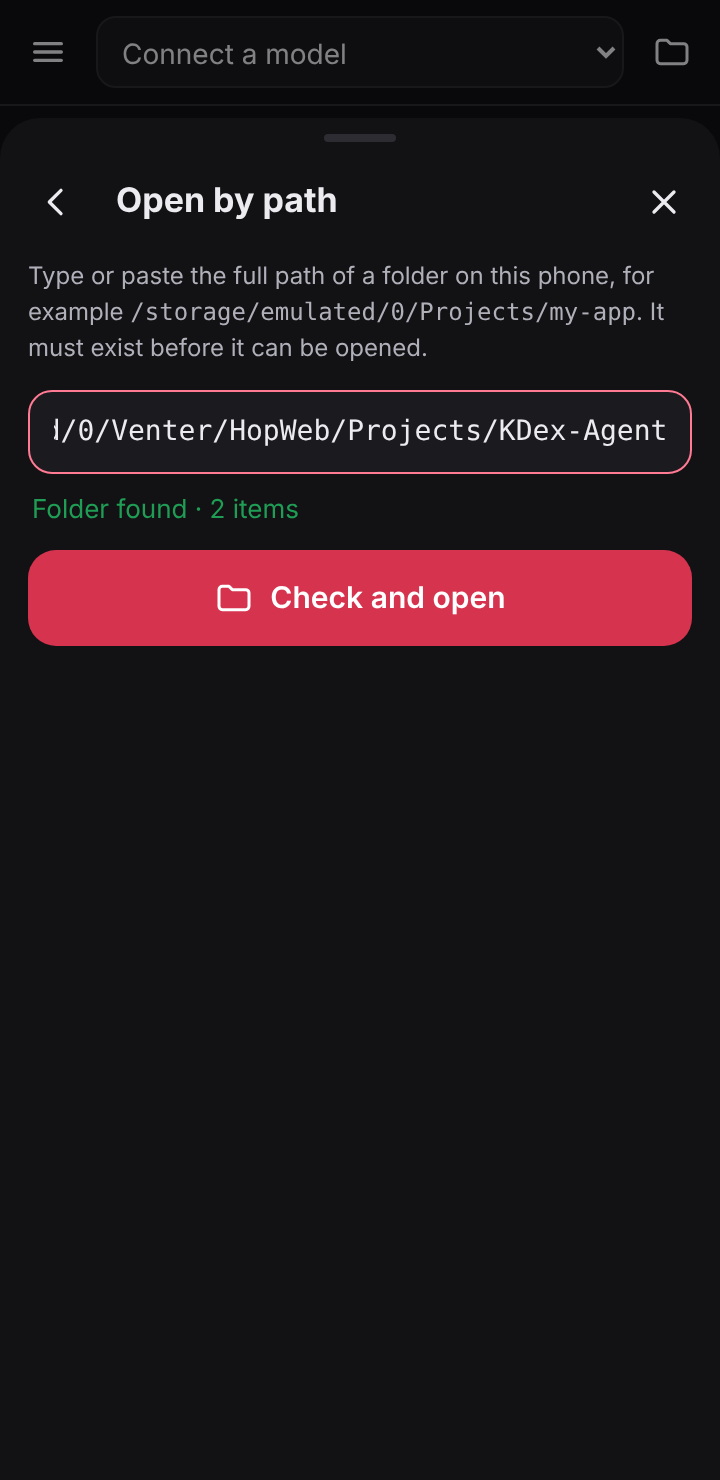 Connect a model
Open by path
Type or paste the full path of a folder on this phone, for
example /storage/emulated/0/Projects/my-app. It
must exist before it can be opened.
/0/Venter/HopWeb/Projects/KDex-Agent
Folder found · 2 items
Check and open